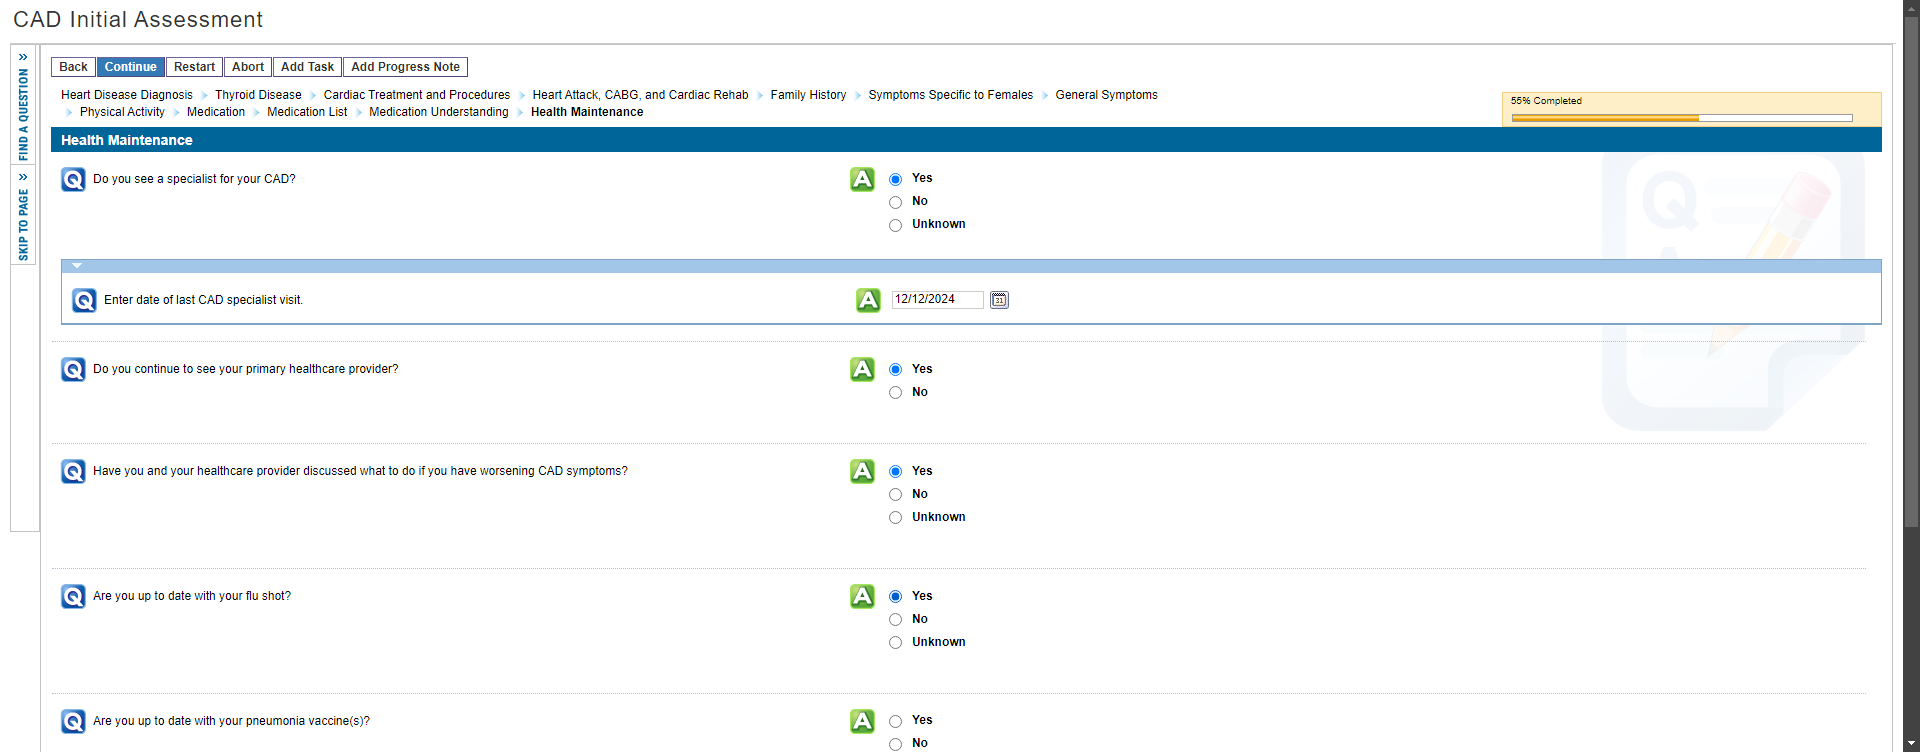 CAD Initial Assessment
FIND A QUESTION
SKIP TO PAGE
Back Continue Restart Abort Add Task Add Progress Note
Heart Disease Diagnosis Thyroid Disease Cardiac Treatment and Procedures Heart Attack, CABG, and Cardiac Rehab Family History Symptoms Specific to Females General Symptoms
Physical Activity Medication Medication List Medication Understanding Health Maintenance
55% Completed
Health Maintenance
Q Do you see a specialist for your CAD? A Yes
No
Unknown
Q Enter date of last CAD specialist visit. A 12/12/2024 31
Q Do you continue to see your primary healthcare provider? A Yes
No
Q Have you and your healthcare provider discussed what to do if you have worsening CAD symptoms? A Yes
No
Unknown
Q Are you up to date with your flu shot? A Yes
No
Unknown
Q Are you up to date with your pneumonia vaccine(s)? A Yes
No